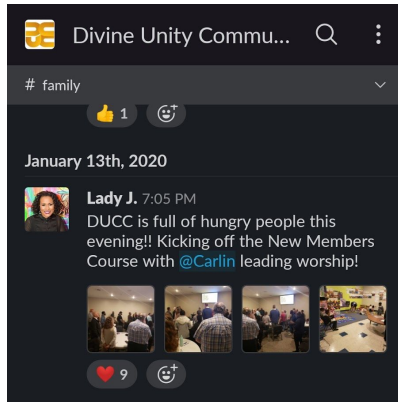 Divine Unity Commu...
# family
👍 1
January 13th, 2020
Lady J. 7:05 PM
DUCC is full of hungry people this
evening!! Kicking off the New Members
Course with @Carlin leading worship!
❤️ 9